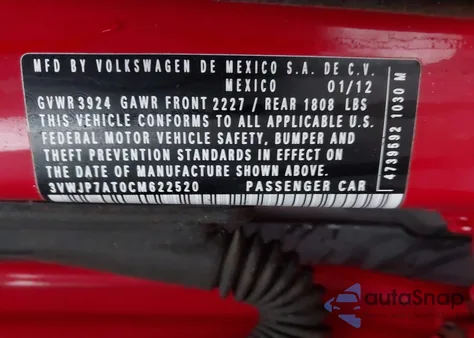 MFD BY VOLKSWAGEN DE MEXICO S.A. DE C.V.
MEXICO 01/12
GVWR 3924 GAWR FRONT 2227 / REAR 1808 LBS
THIS VEHICLE CONFORMS TO ALL APPLICABLE U.S.
FEDERAL MOTOR VEHICLE SAFETY, BUMPER AND
THEFT PREVENTION STANDARDS IN EFFECT ON
THE DATE OF MANUFACTURE SHOWN ABOVE.
3VWJP7AT0CM622520 PASSENGER CAR
4739692 1030 M
autoSnap